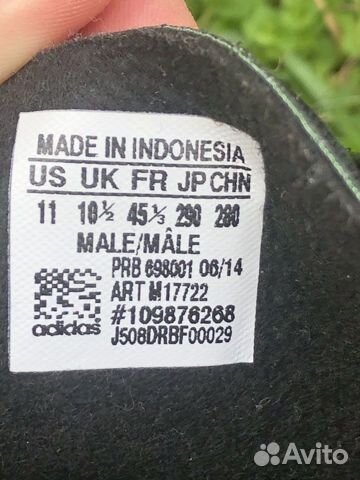 MADE IN INDONESIA
US UK FR JP CHN
11 10½ 45⅓ 290 280
MALE/MÂLE
PRB 698001 06/14
ART M17722
#109876268
adidas J506DRBF00029
Avito